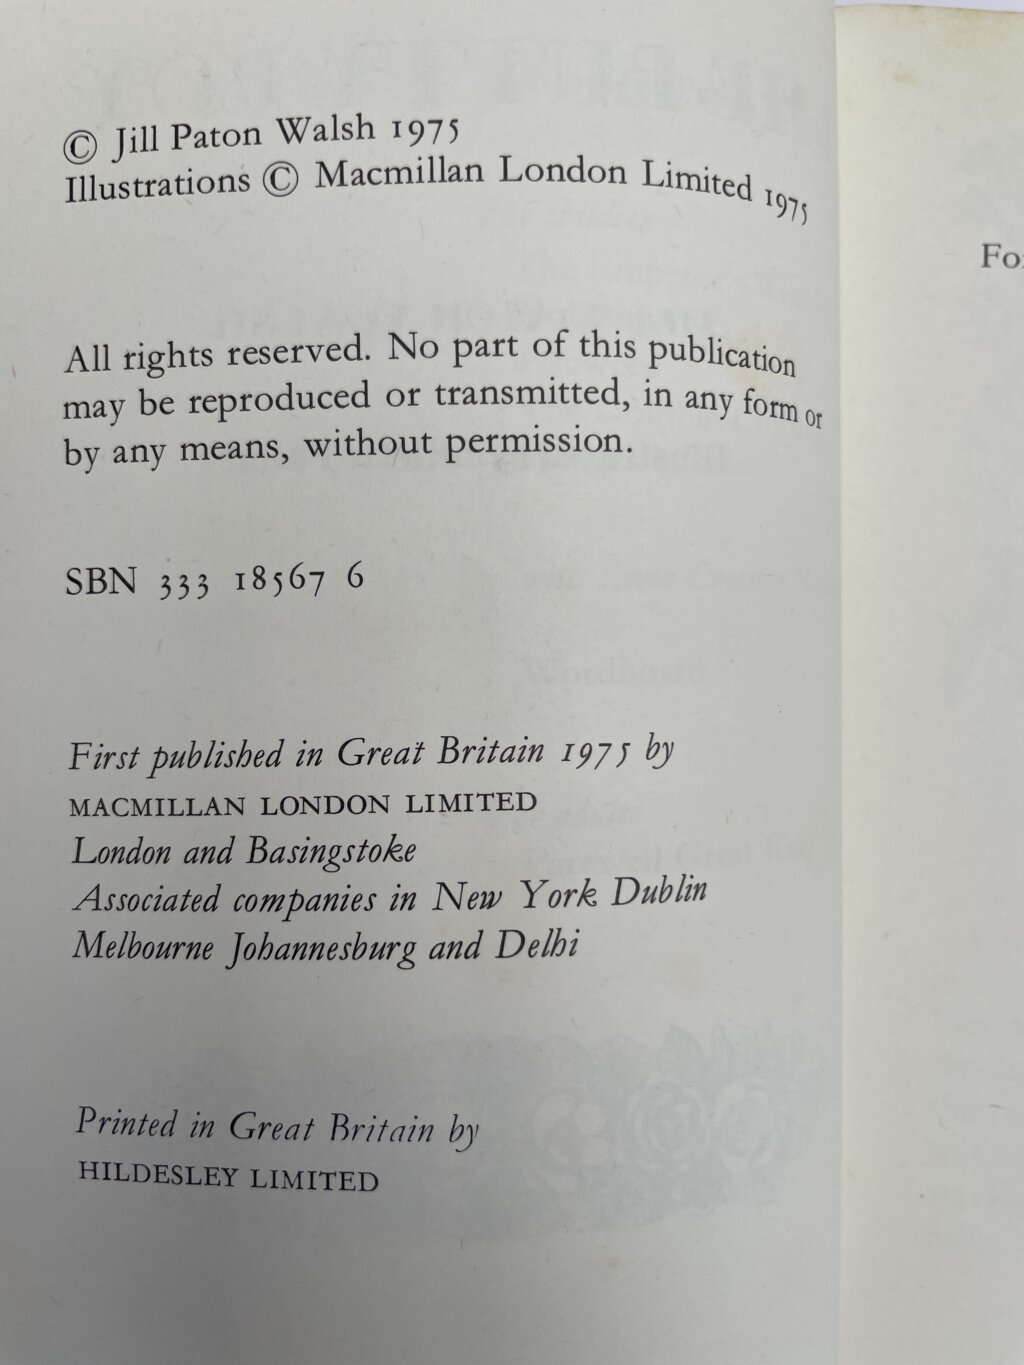 © Jill Paton Walsh 1975
Illustrations © Macmillan London Limited 1975
All rights reserved. No part of this publication
may be reproduced or transmitted, in any form or
by any means, without permission.
SBN 333 18567 6
First published in Great Britain 1975 by
MACMILLAN LONDON LIMITED
London and Basingstoke
Associated companies in New York Dublin
Melbourne Johannesburg and Delhi
Printed in Great Britain by
HILDESLEY LIMITED